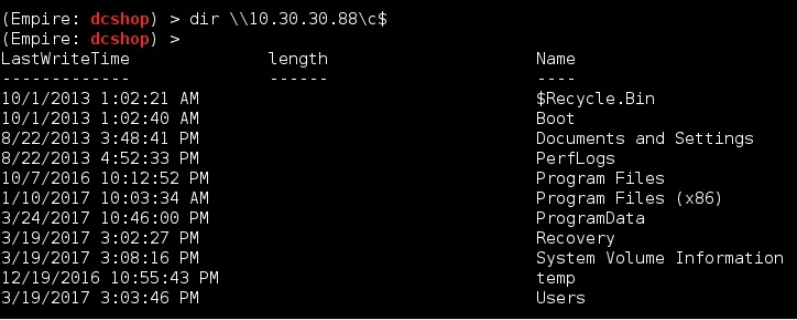 (Empire: dcshop) > dir \\10.30.30.88\c$
(Empire: dcshop) >
LastWriteTime length Name
------------- ------ ----
10/1/2013 1:02:21 AM $Recycle.Bin
10/1/2013 1:02:40 AM Boot
8/22/2013 3:48:41 PM Documents and Settings
8/22/2013 4:52:33 PM PerfLogs
10/7/2016 10:12:52 PM Program Files
1/10/2017 10:03:34 AM Program Files (x86)
3/24/2017 10:46:00 PM ProgramData
3/19/2017 3:02:27 PM Recovery
3/19/2017 3:08:16 PM System Volume Information
12/19/2016 10:55:43 PM temp
3/19/2017 3:03:46 PM Users